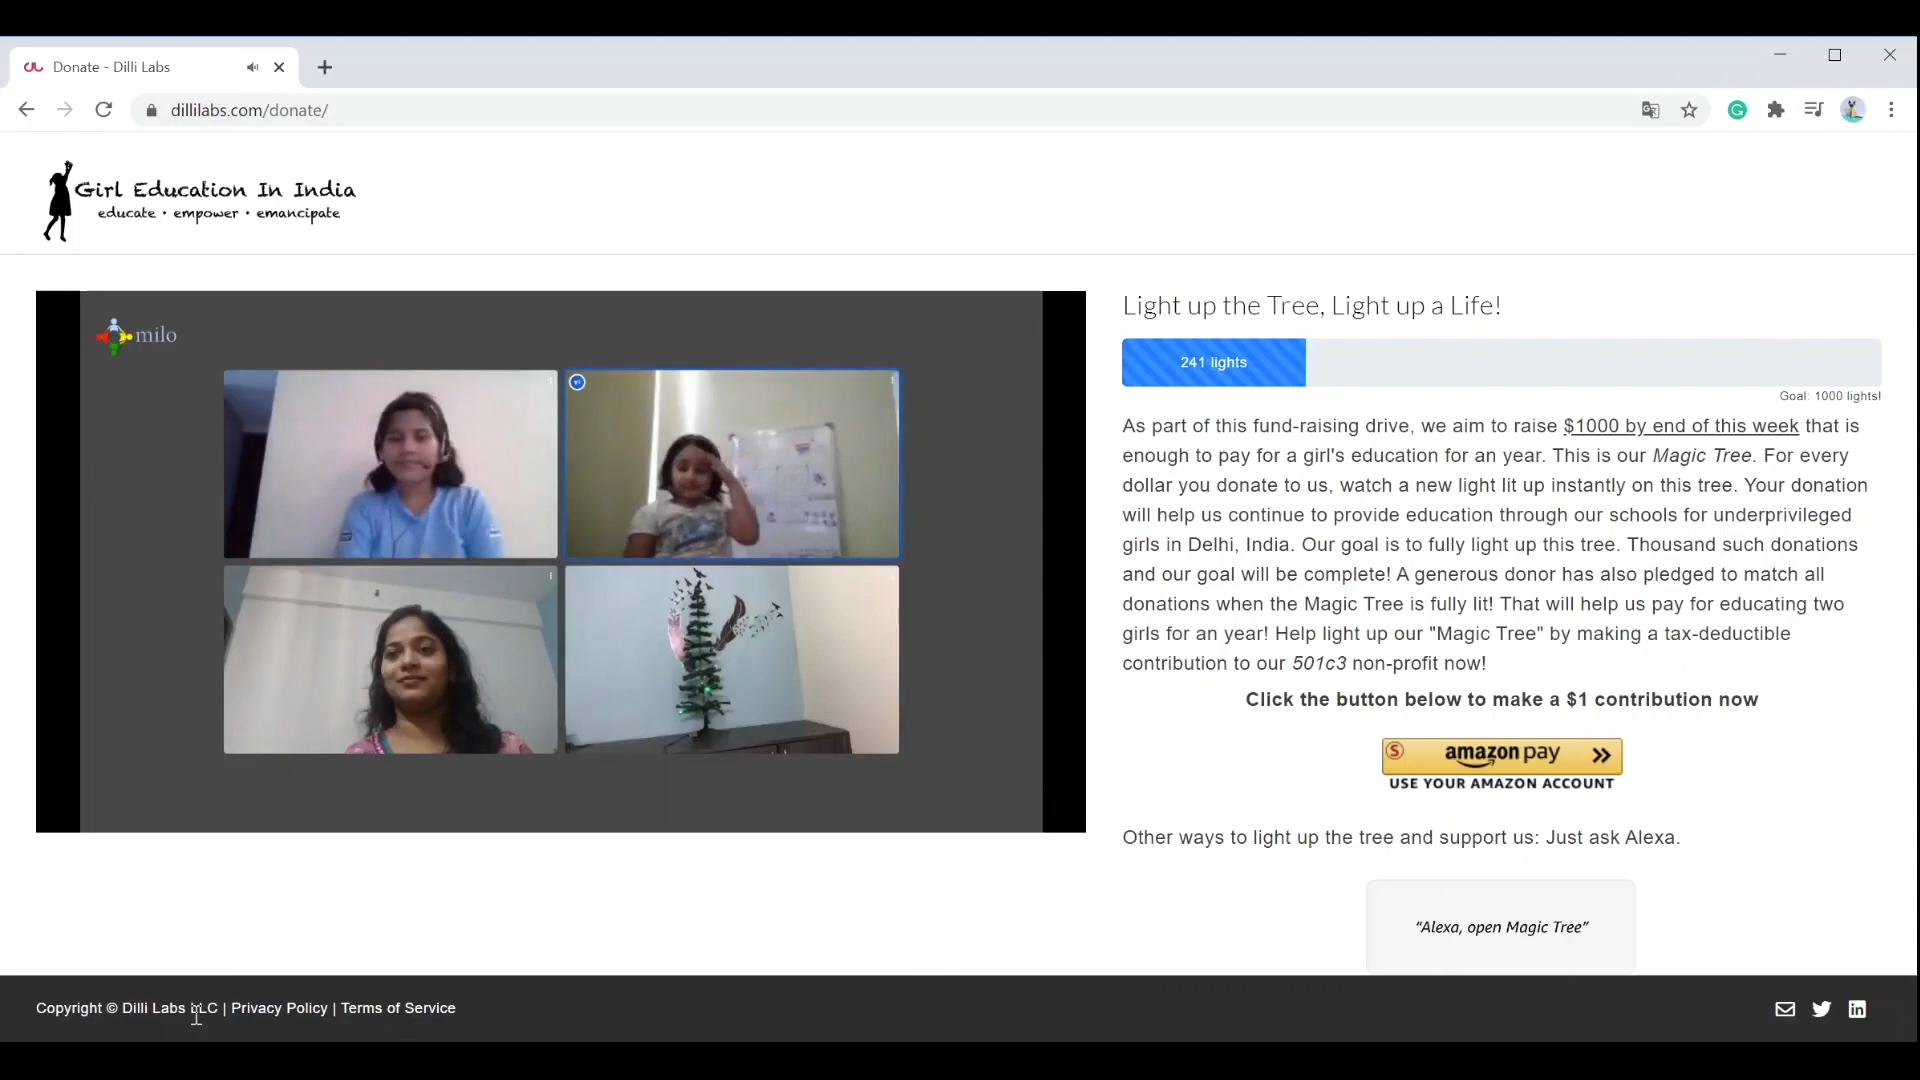 Donate - Dilli Labs
dillilabs.com/donate/
Girl Education In India
educate • empower • emancipate
milo
Light up the Tree, Light up a Life!
241 lights
Goal: 1000 lights!
As part of this fund-raising drive, we aim to raise $1000 by end of this week that is
enough to pay for a girl's education for an year. This is our Magic Tree. For every
dollar you donate to us, watch a new light lit up instantly on this tree. Your donation
will help us continue to provide education through our schools for underprivileged
girls in Delhi, India. Our goal is to fully light up this tree. Thousand such donations
and our goal will be complete! A generous donor has also pledged to match all
donations when the Magic Tree is fully lit! That will help us pay for educating two
girls for an year! Help light up our "Magic Tree" by making a tax-deductible
contribution to our 501c3 non-profit now!
Click the button below to make a $1 contribution now
S amazon pay
USE YOUR AMAZON ACCOUNT
Other ways to light up the tree and support us: Just ask Alexa.
“Alexa, open Magic Tree”
Copyright © Dilli Labs LLC | Privacy Policy | Terms of Service